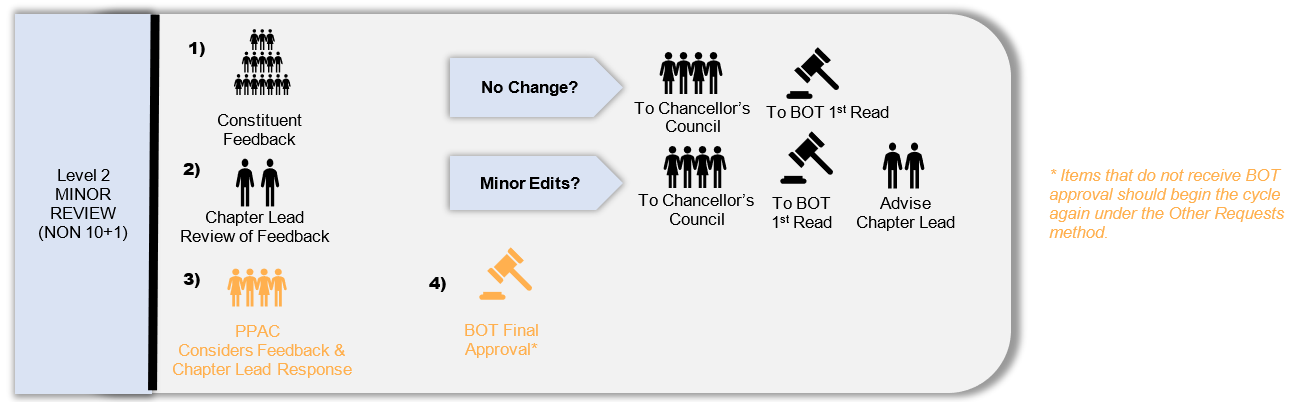 Level 2
MINOR
REVIEW
(NON 10+1)
1)
Constituent
Feedback
2)
Chapter Lead
Review of Feedback
3)
PPAC
Considers Feedback &
Chapter Lead Response
No Change?
To Chancellor's
Council
To BOT 1st Read
Minor Edits?
To Chancellor's
Council
To BOT
1st Read
Advise
Chapter Lead
4)
BOT Final
Approval*
* Items that do not receive BOT
approval should begin the cycle
again under the Other Requests
method.